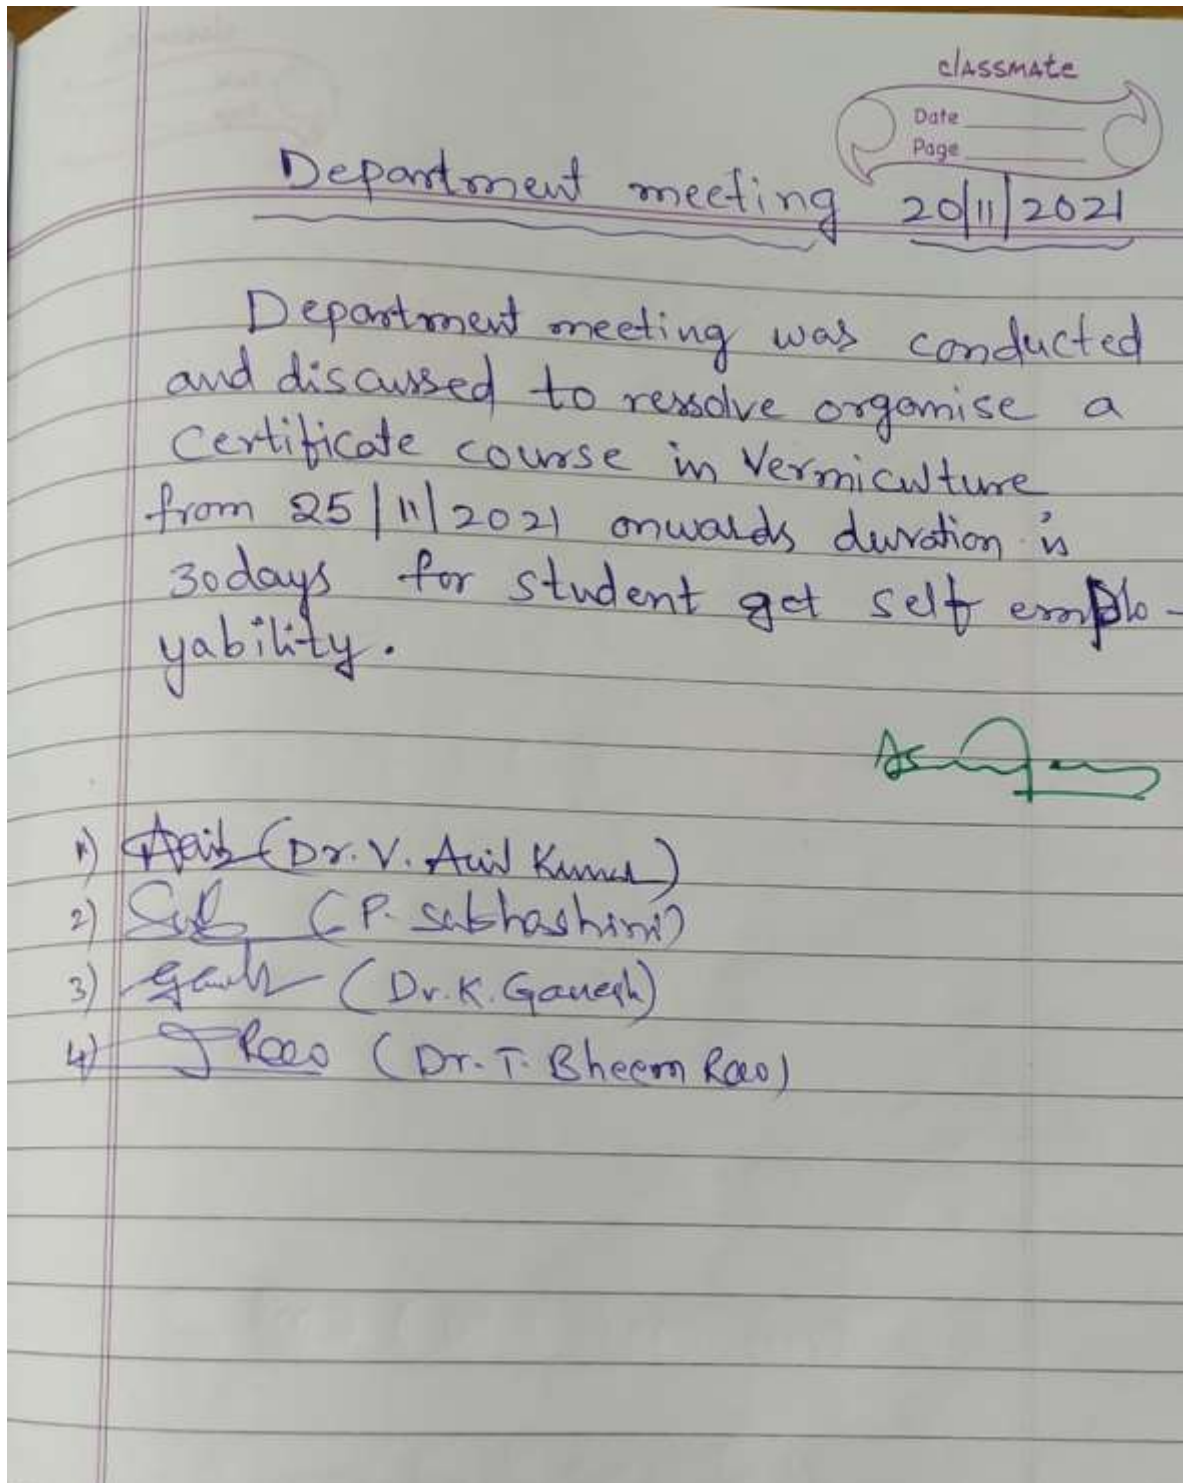 classmate
Date
Page
Department meeting 20/11/2021
Department meeting was conducted
and discussed to ressolve organise a
Certificate course in Vermiculture
from 25/11/2021 onwards duration is
30days for student get self emplo-
yability.
1) (Dr. V. Anil Kumar)
2) (P. Subhashini)
3) (Dr. K. Ganesh)
4) TRao (Dr. T. Bheem Rao)